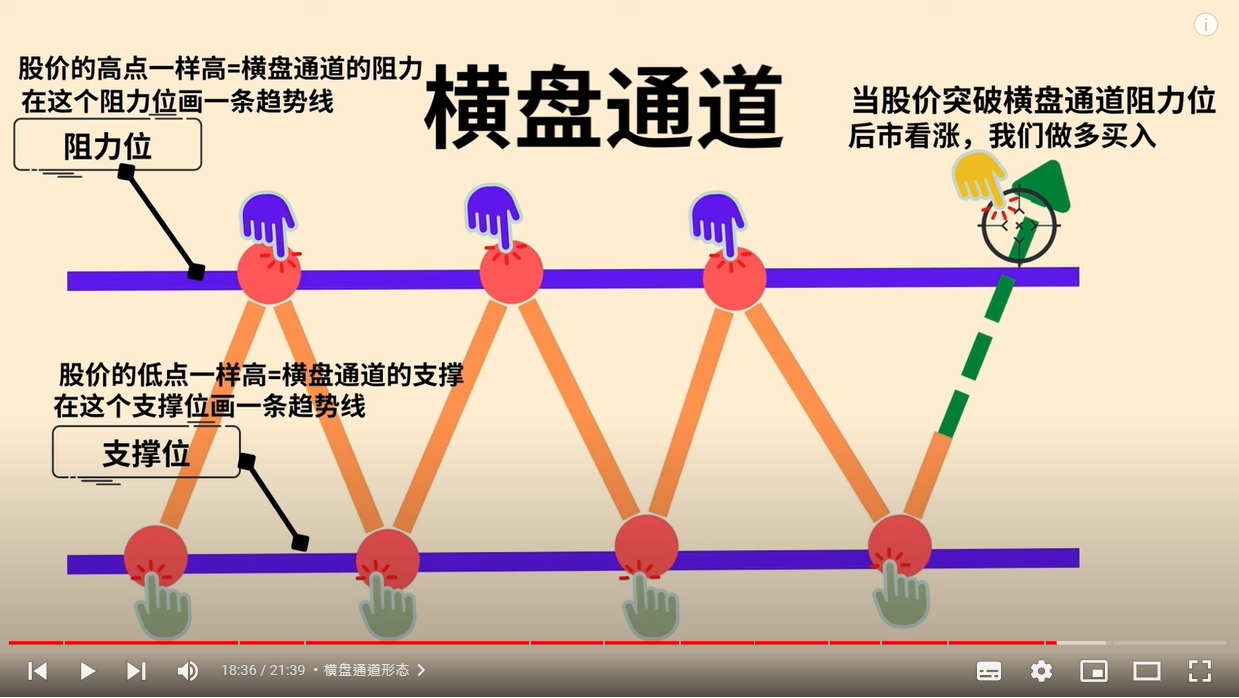 股价的高点一样高=横盘通道的阻力
在这个阻力位画一条趋势线
阻力位
横盘通道
当股价突破横盘通道阻力位
后市看涨，我们做多买入
股价的低点一样高=横盘通道的支撑
在这个支撑位画一条趋势线
支撑位
18:36 / 21:39 • 横盘通道形态